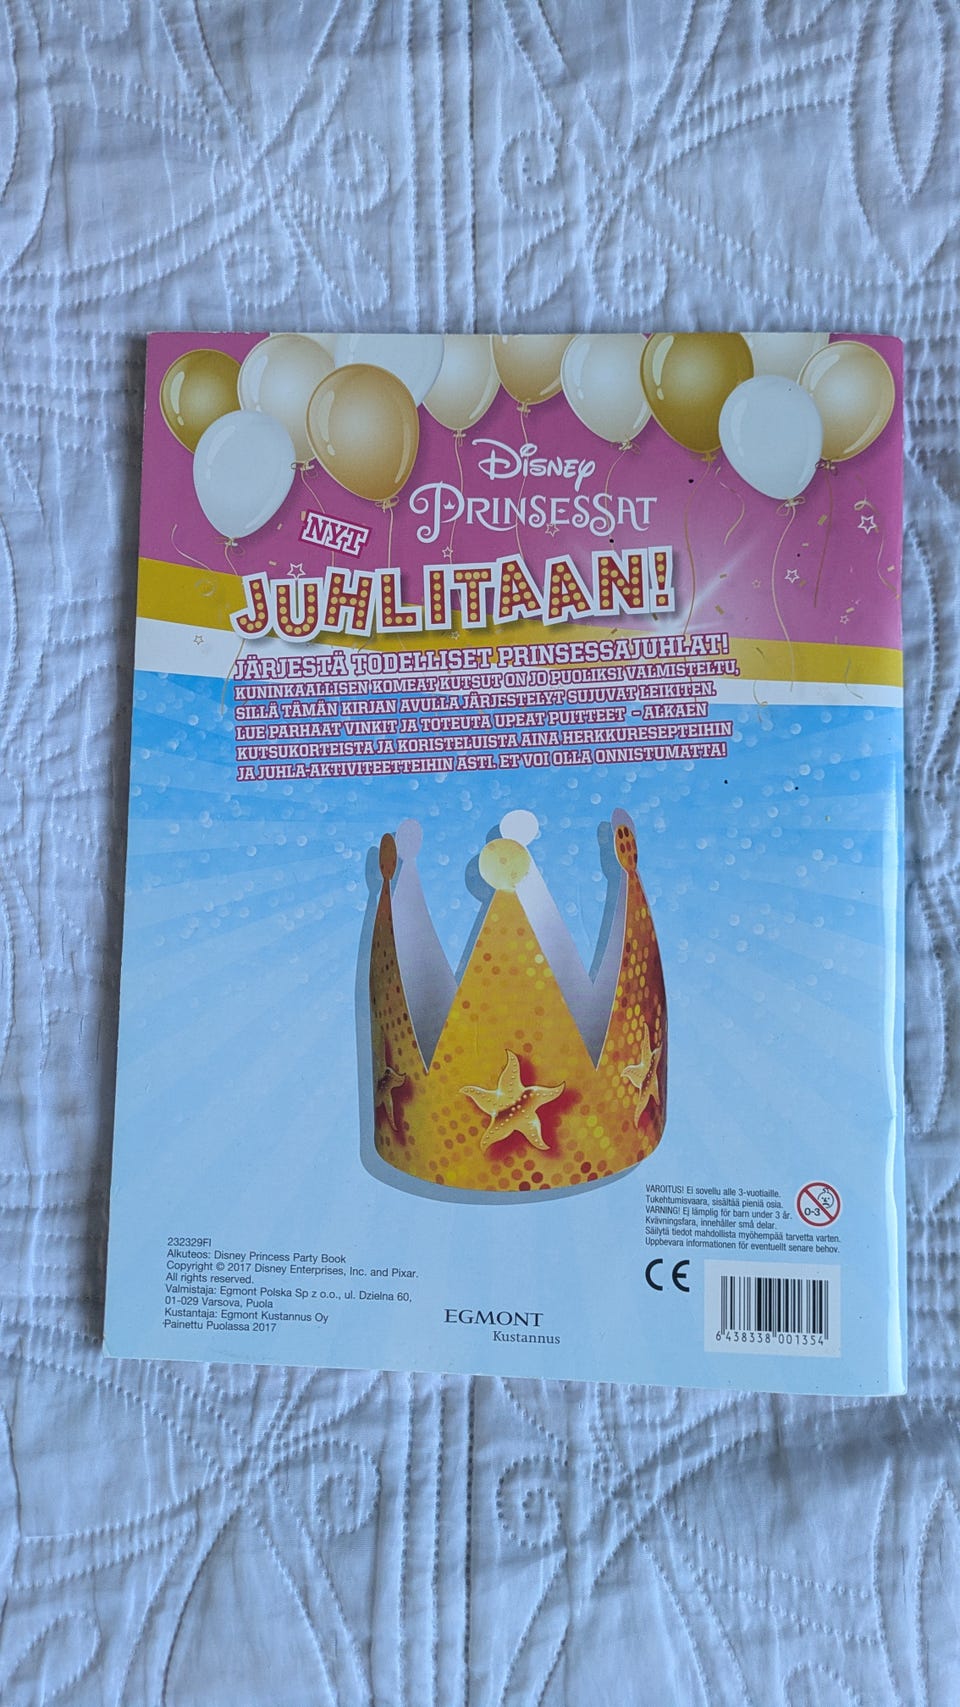 Disney
PRINSESSAT
NYT
JUHLITAAN!
JÄRJESTÄ TODELLISET PRINSESSAJUHLAT!
KUNINKAALLISEN KOMEAT KUTSUT ON JO PUOLIKSI VALMISTELTU,
SILLÄ TÄMÄN KIRJAN AVULLA JÄRJESTELYT SUJUVAT LEIKITEN.
LUE PARHAAT VINKIT JA TOTEUTA UPEAT PUITTEET – ALKAEN
KUTSUKORTEISTA JA KORISTELUISTA AINA HERKKURESEPTEIHIN
JA JUHLA-AKTIVITEETTEIHIN ASTI. ET VOI OLLA ONNISTUMATTA!
VAROITUS! Ei sovellu alle 3-vuotiaille.
Tukehtumisvaara, sisältää pieniä osia.
VARNING! Ej lämplig för barn under 3 år.
Kvävningsfara, innehåller små delar.
Säilytä tiedot mahdollista myöhempää tarvetta varten.
Uppbevara informationen för eventuellt senare behov.
0-3
232329FI
Alkuteos: Disney Princess Party Book
Copyright © 2017 Disney Enterprises, Inc. and Pixar.
All rights reserved.
Valmistaja: Egmont Polska Sp z o.o., ul. Dzielna 60,
01-029 Varsova, Puola
Kustantaja: Egmont Kustannus Oy
Painettu Puolassa 2017
EGMONT
Kustannus
CE
6 438338 001354